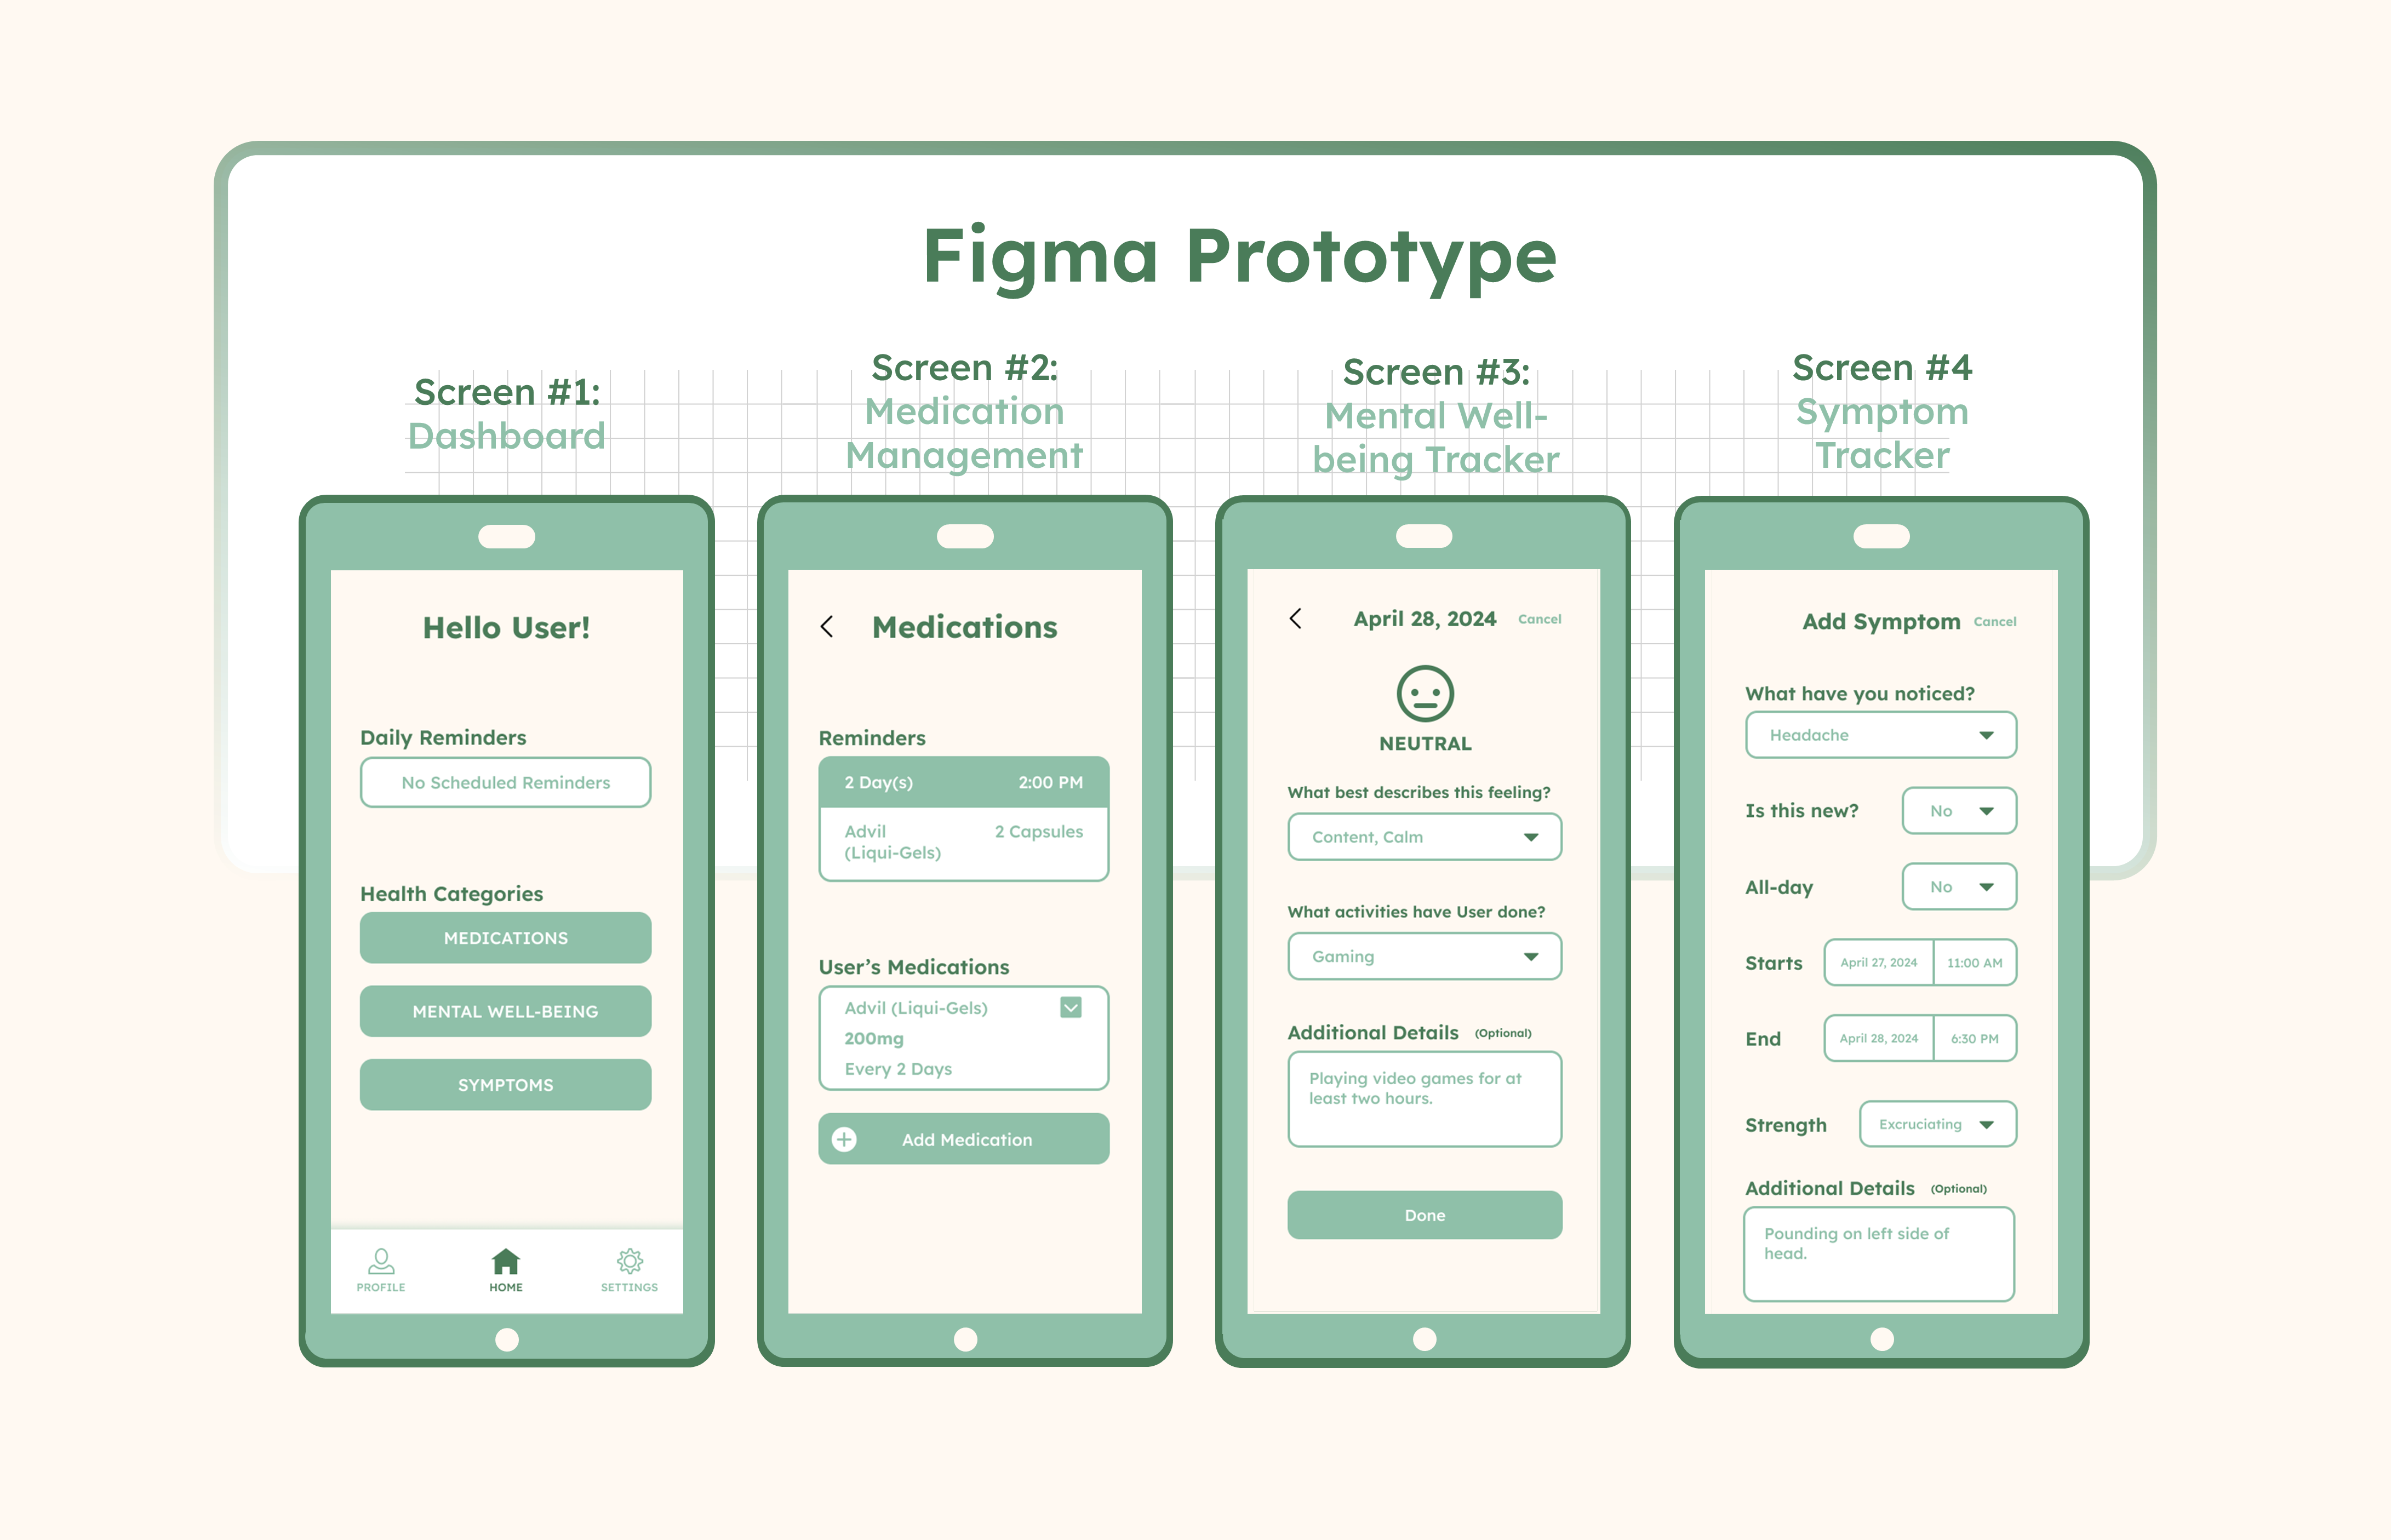 Figma Prototype
Screen #1:
Dashboard
Hello User!
Daily Reminders
No Scheduled Reminders
Health Categories
MEDICATIONS
MENTAL WELL-BEING
SYMPTOMS
PROFILE
HOME
SETTINGS
Screen #2:
Medication
Management
Medications
Reminders
2 Day(s) 2:00 PM
Advil 2 Capsules
(Liqui-Gels)
User’s Medications
Advil (Liqui-Gels)
200mg
Every 2 Days
Add Medication
Screen #3:
Mental Well-
being Tracker
April 28, 2024 Cancel
NEUTRAL
What best describes this feeling?
Content, Calm
What activities have User done?
Gaming
Additional Details (Optional)
Playing video games for at
least two hours.
Done
Screen #4
Symptom
Tracker
Add Symptom Cancel
What have you noticed?
Headache
Is this new? No
All-day No
Starts April 27, 2024 11:00 AM
End April 28, 2024 6:30 PM
Strength Excruciating
Additional Details (Optional)
Pounding on left side of
head.